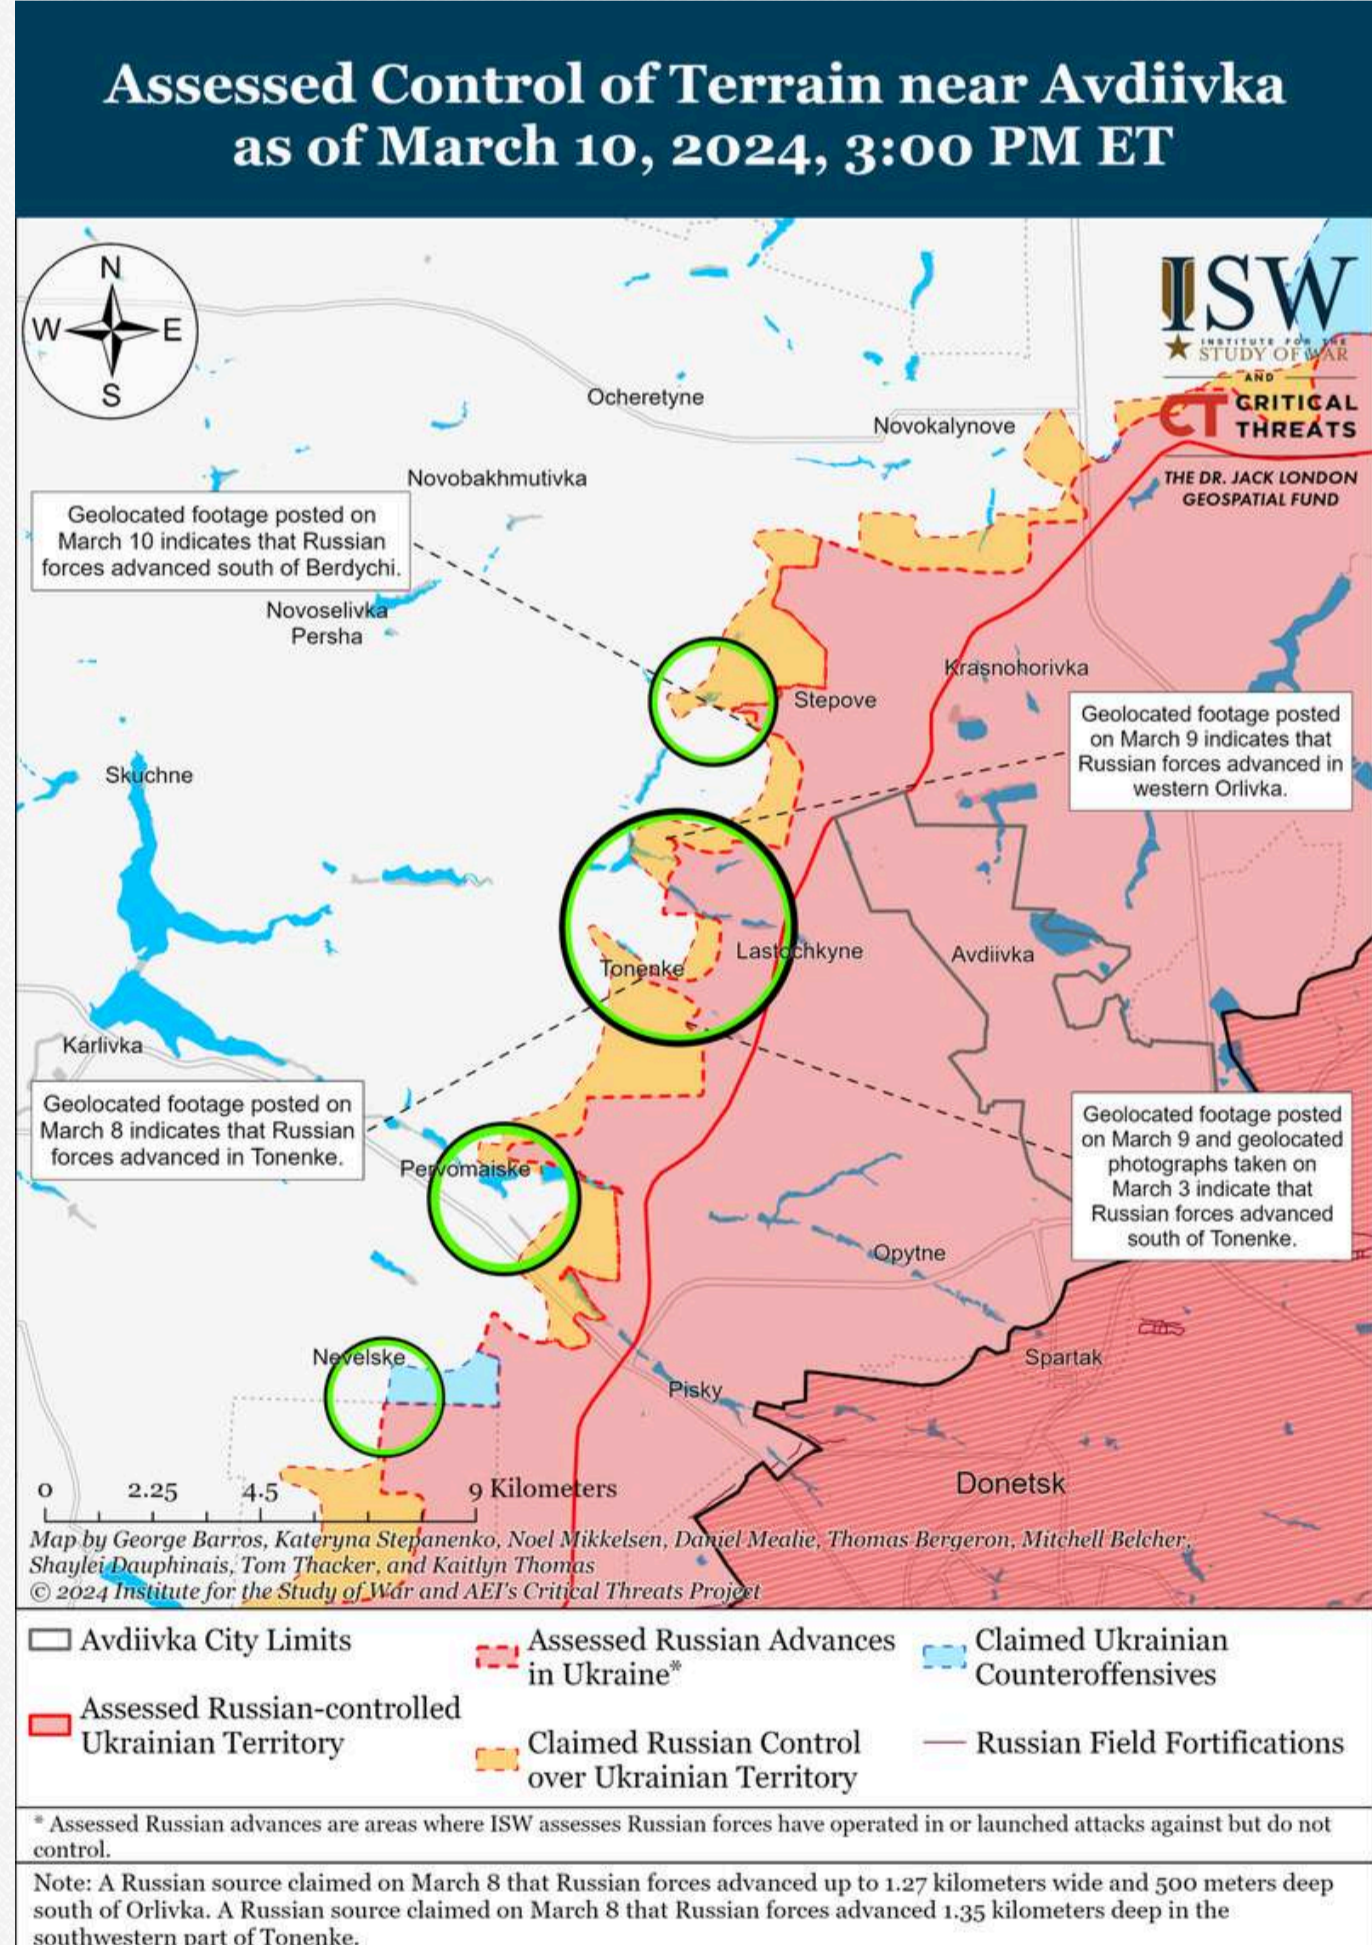 Assessed Control of Terrain near Avdiivka
as of March 10, 2024, 3:00 PM ET
N
W
E
S
ISW
INSTITUTE FOR THE
STUDY OF WAR
AND
CT CRITICAL
THREATS
THE DR. JACK LONDON
GEOSPATIAL FUND
Ocheretyne
Novokalynove
Novobakhmutivka
Geolocated footage posted on
March 10 indicates that Russian
forces advanced south of Berdychi.
Novoselivka
Persha
Krasnohorivka
Stepove
Geolocated footage posted
on March 9 indicates that
Russian forces advanced in
western Orlivka.
Skuchne
Lastochkyne
Avdiivka
Tonenke
Karlivka
Geolocated footage posted on
March 8 indicates that Russian
forces advanced in Tonenke.
Geolocated footage posted
on March 9 and geolocated
photographs taken on
March 3 indicate that
Russian forces advanced
south of Tonenke.
Pervomaiske
Opytne
Nevelske
Spartak
Pisky
Donetsk
0 2.25 4.5 9 Kilometers
Map by George Barros, Kateryna Stepanenko, Noel Mikkelsen, Daniel Mealie, Thomas Bergeron, Mitchell Belcher,
Shaylei Dauphinais, Tom Thacker, and Kaitlyn Thomas
© 2024 Institute for the Study of War and AEI's Critical Threats Project
Avdiivka City Limits
Assessed Russian-controlled
Ukrainian Territory
Assessed Russian Advances
in Ukraine*
Claimed Russian Control
over Ukrainian Territory
Claimed Ukrainian
Counteroffensives
Russian Field Fortifications
* Assessed Russian advances are areas where ISW assesses Russian forces have operated in or launched attacks against but do not
control.
Note: A Russian source claimed on March 8 that Russian forces advanced up to 1.27 kilometers wide and 500 meters deep
south of Orlivka. A Russian source claimed on March 8 that Russian forces advanced 1.35 kilometers deep in the
southwestern part of Tonenke.